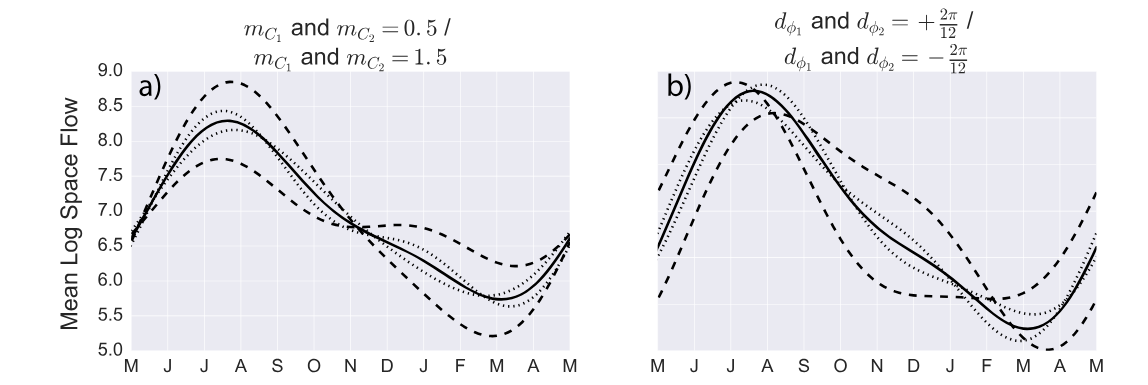 m_{C_1} and m_{C_2} = 0.5 /
m_{C_1} and m_{C_2} = 1.5
d_{ϕ_1} and d_{ϕ_2} = +\frac{2π}{12} /
d_{ϕ_1} and d_{ϕ_2} = −\frac{2π}{12}
a)
b)
Mean Log Space Flow
9.0
8.5
8.0
7.5
7.0
6.5
6.0
5.5
5.0
M J J A S O N D J F M A M
M J J A S O N D J F M A M